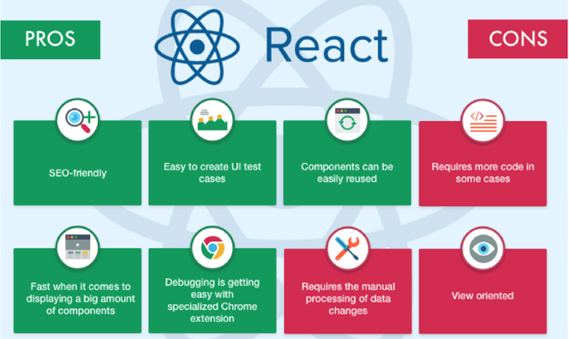 PROS
React
CONS
SEO-friendly
Easy to create UI test
cases
Components can be
easily reused
Requires more code in
some cases
Fast when it comes to
displaying a big amount
of components
Debugging is getting
easy with
specialized Chrome
extension
Requires the manual
processing of data
changes
View oriented